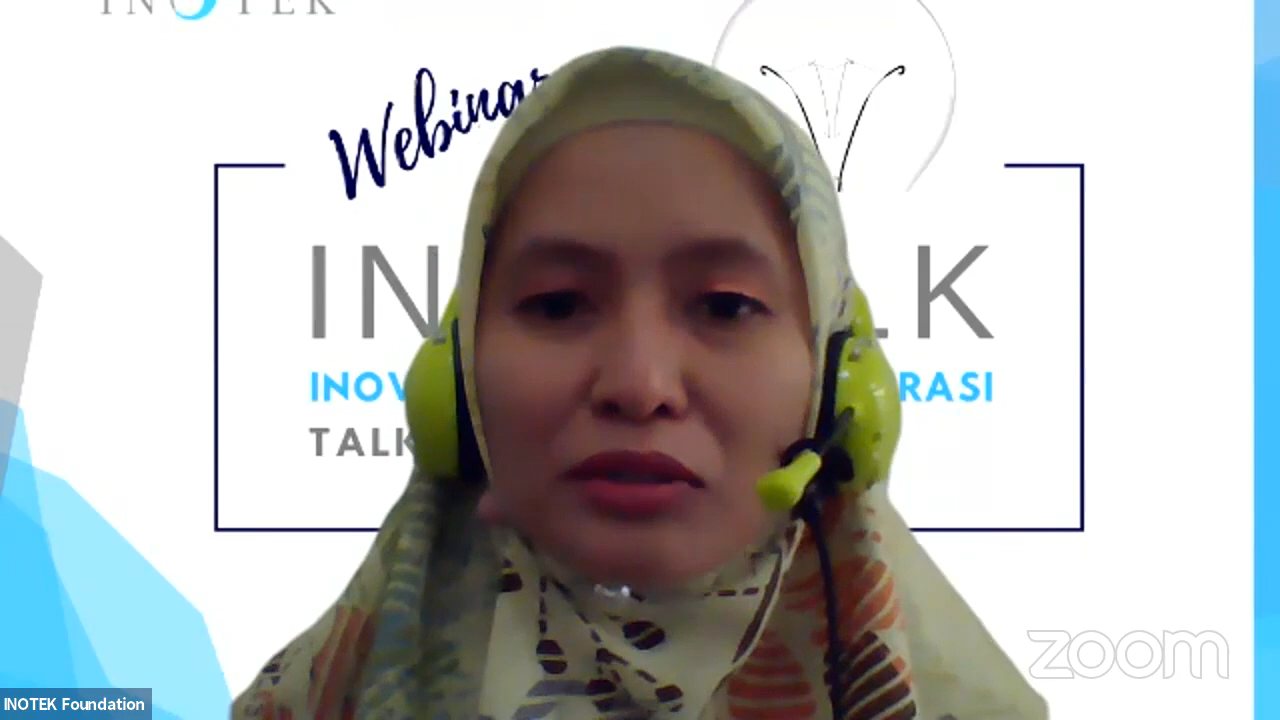 INOTEK
Webinar
IN K
INOV RASI
TALK
zoom
INOTEK Foundation